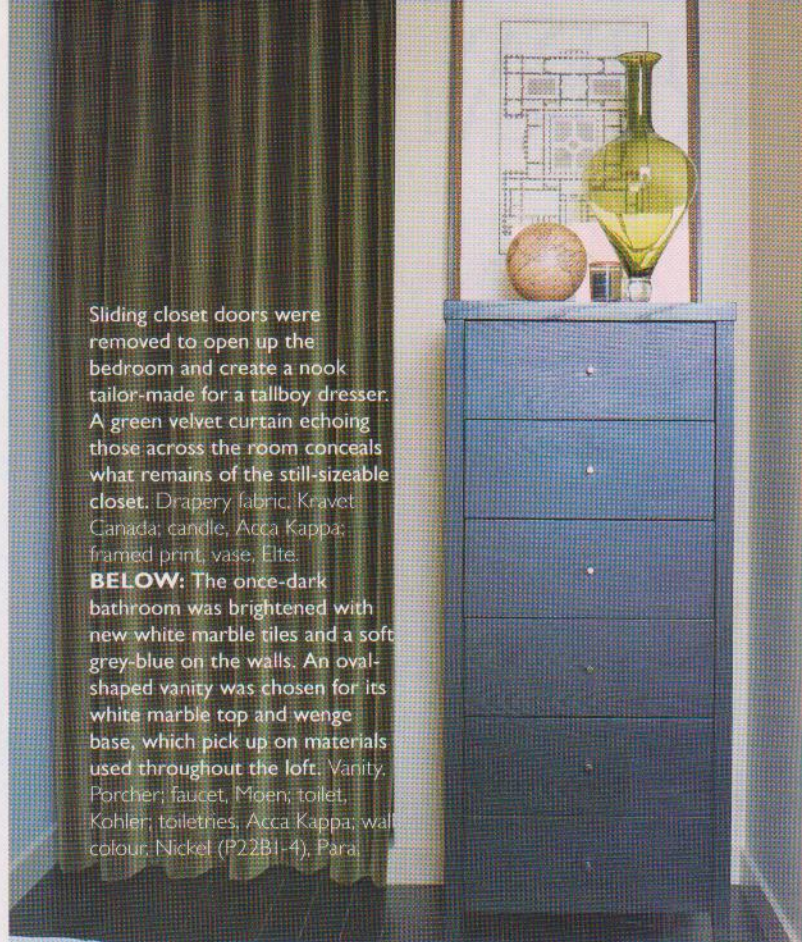 Sliding closet doors were
removed to open up the
bedroom and create a nook
tailor-made for a tallboy dresser.
A green velvet curtain echoing
those across the room conceals
what remains of the still-sizeable
closet. Drapery fabric, Kravet
Canada; candle, Acca Kappa;
framed print, vase, Elte.
BELOW: The once-dark
bathroom was brightened with
new white marble tiles and a soft
grey-blue on the walls. An oval-
shaped vanity was chosen for its
white marble top and wenge
base, which pick up on materials
used throughout the loft. Vanity,
Porcher; faucet, Moen; toilet,
Kohler; toiletries, Acca Kappa; wall
colour, Nickel (P22B1-4), Para.